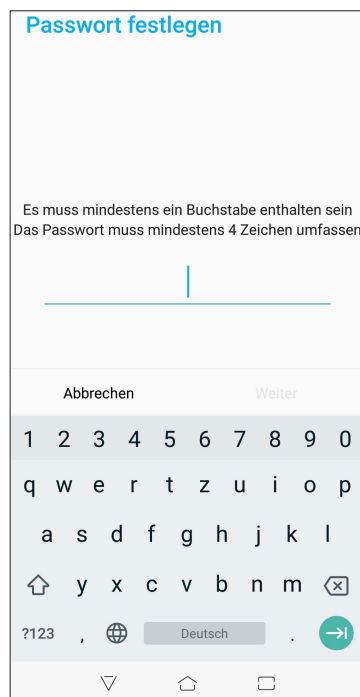 Passwort festlegen
Es muss mindestens ein Buchstabe enthalten sein
Das Passwort muss mindestens 4 Zeichen umfassen
Abbrechen Weiter
1 2 3 4 5 6 7 8 9 0
q w e r t z u i o p
a s d f g h j k l
y x c v b n m
?123 , Deutsch .